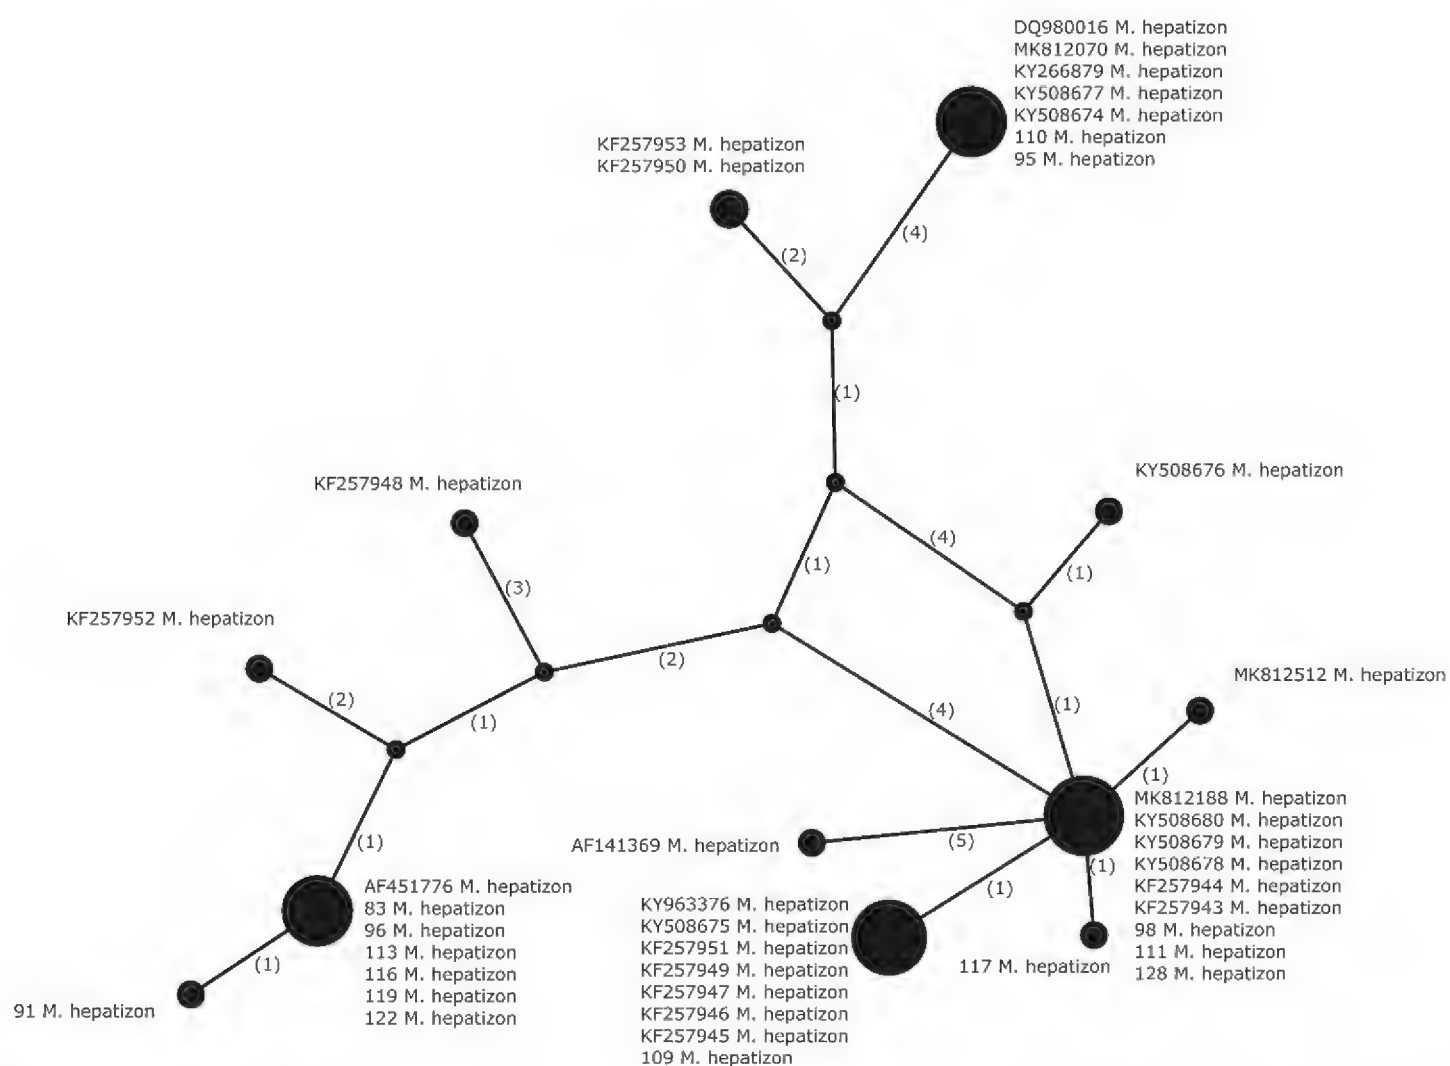 DQ980016 M. hepatizon
MK812070 M. hepatizon
KY266879 M. hepatizon
KY508677 M. hepatizon
KY508674 M. hepatizon
110 M. hepatizon
95 M. hepatizon
KF257953 M. hepatizon
KF257950 M. hepatizon
(4)
(2)
(1)
KY508676 M. hepatizon
KF257948 M. hepatizon
(4)
(1)
(1)
(3)
KF257952 M. hepatizon
(2)
MK812512 M. hepatizon
(2)
(1)
(4)
(1)
(1)
MK812188 M. hepatizon
KY508680 M. hepatizon
KY508679 M. hepatizon
KY508678 M. hepatizon
KF257944 M. hepatizon
KF257943 M. hepatizon
98 M. hepatizon
111 M. hepatizon
128 M. hepatizon
(1)
AF141369 M. hepatizon
(5)
(1)
(1)
AF451776 M. hepatizon
83 M. hepatizon
96 M. hepatizon
113 M. hepatizon
116 M. hepatizon
119 M. hepatizon
122 M. hepatizon
KY963376 M. hepatizon
KY508675 M. hepatizon
KF257951 M. hepatizon
KF257949 M. hepatizon
KF257947 M. hepatizon
KF257946 M. hepatizon
KF257945 M. hepatizon
109 M. hepatizon
117 M. hepatizon
(1)
91 M. hepatizon